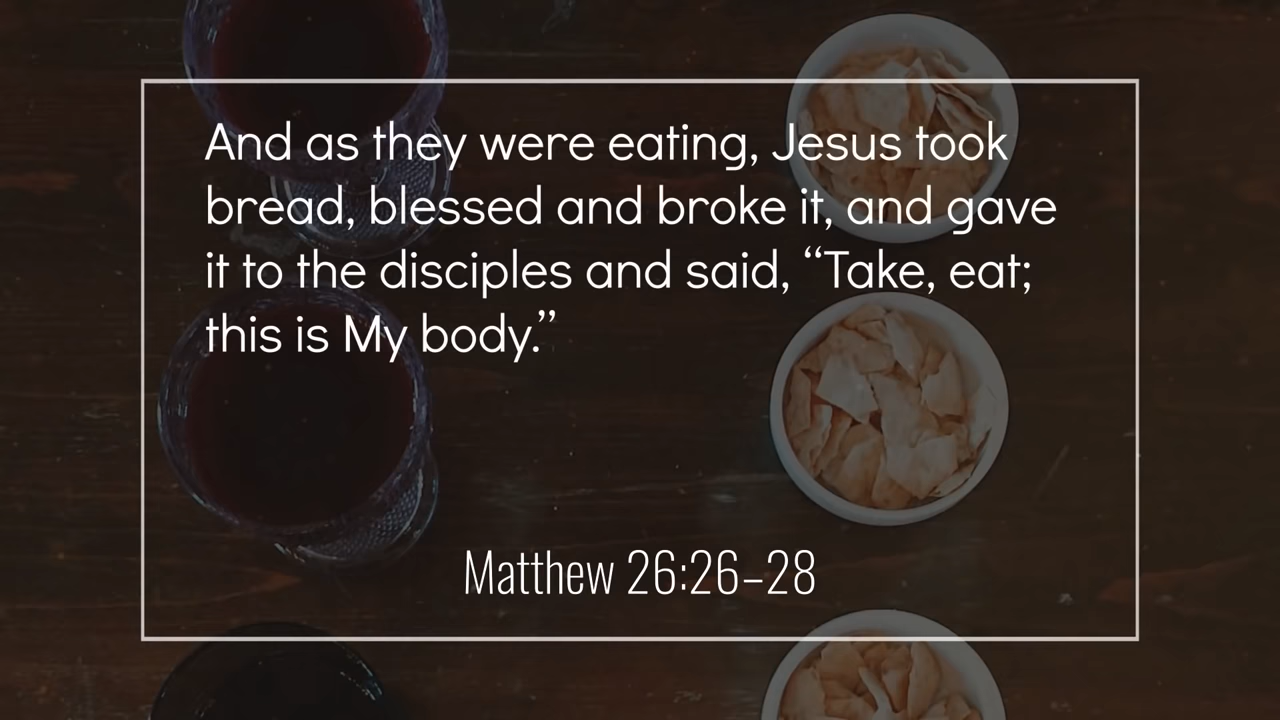 And as they were eating, Jesus took
bread, blessed and broke it, and gave
it to the disciples and said, “Take, eat;
this is My body.”
Matthew 26:26–28